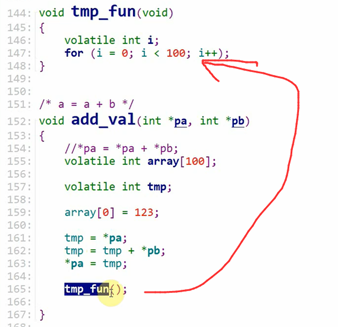 144: void tmp_fun(void)
145: {
146: volatile int i;
147: for (i = 0; i < 100; i++);
148: }
149:
150:
151: /* a = a + b */
152: void add_val(int *pa, int *pb)
153: {
154: //*pa = *pa + *pb;
155: volatile int array[100];
156:
157: volatile int tmp;
158:
159: array[0] = 123;
160:
161: tmp = *pa;
162: tmp = tmp + *pb;
163: *pa = tmp;
164:
165: tmp_fun();
166:
167: }
168: